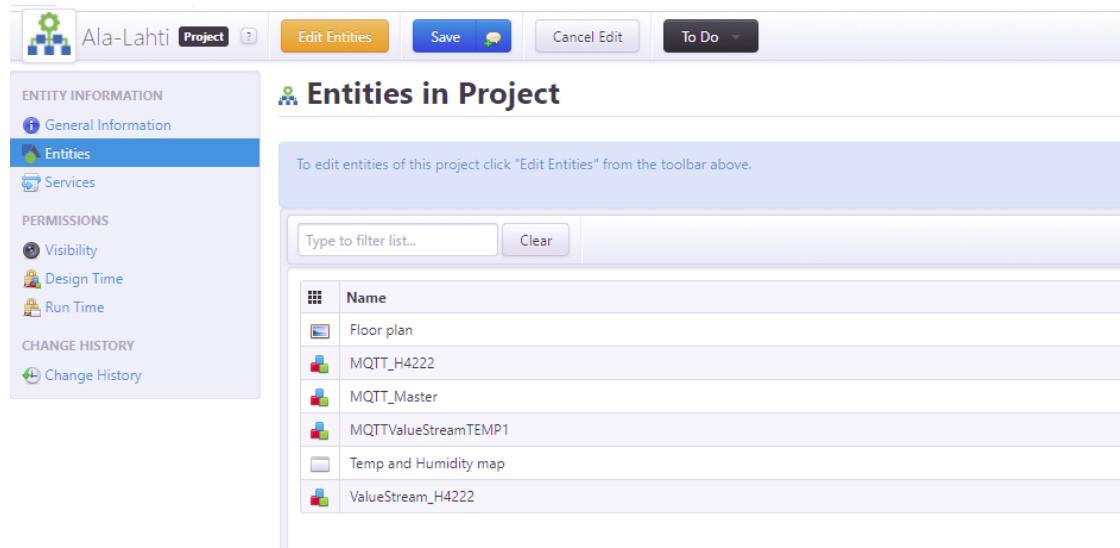 Ala-Lahti Project ? Edit Entities Save Cancel Edit To Do
ENTITY INFORMATION
General Information
Entities
Services
PERMISSIONS
Visibility
Design Time
Run Time
CHANGE HISTORY
Change History
Entities in Project
To edit entities of this project click "Edit Entities" from the toolbar above.
Type to filter list... Clear
Name
Floor plan
MQTT_H4222
MQTT_Master
MQTTValueStreamTEMP1
Temp and Humidity map
ValueStream_H4222